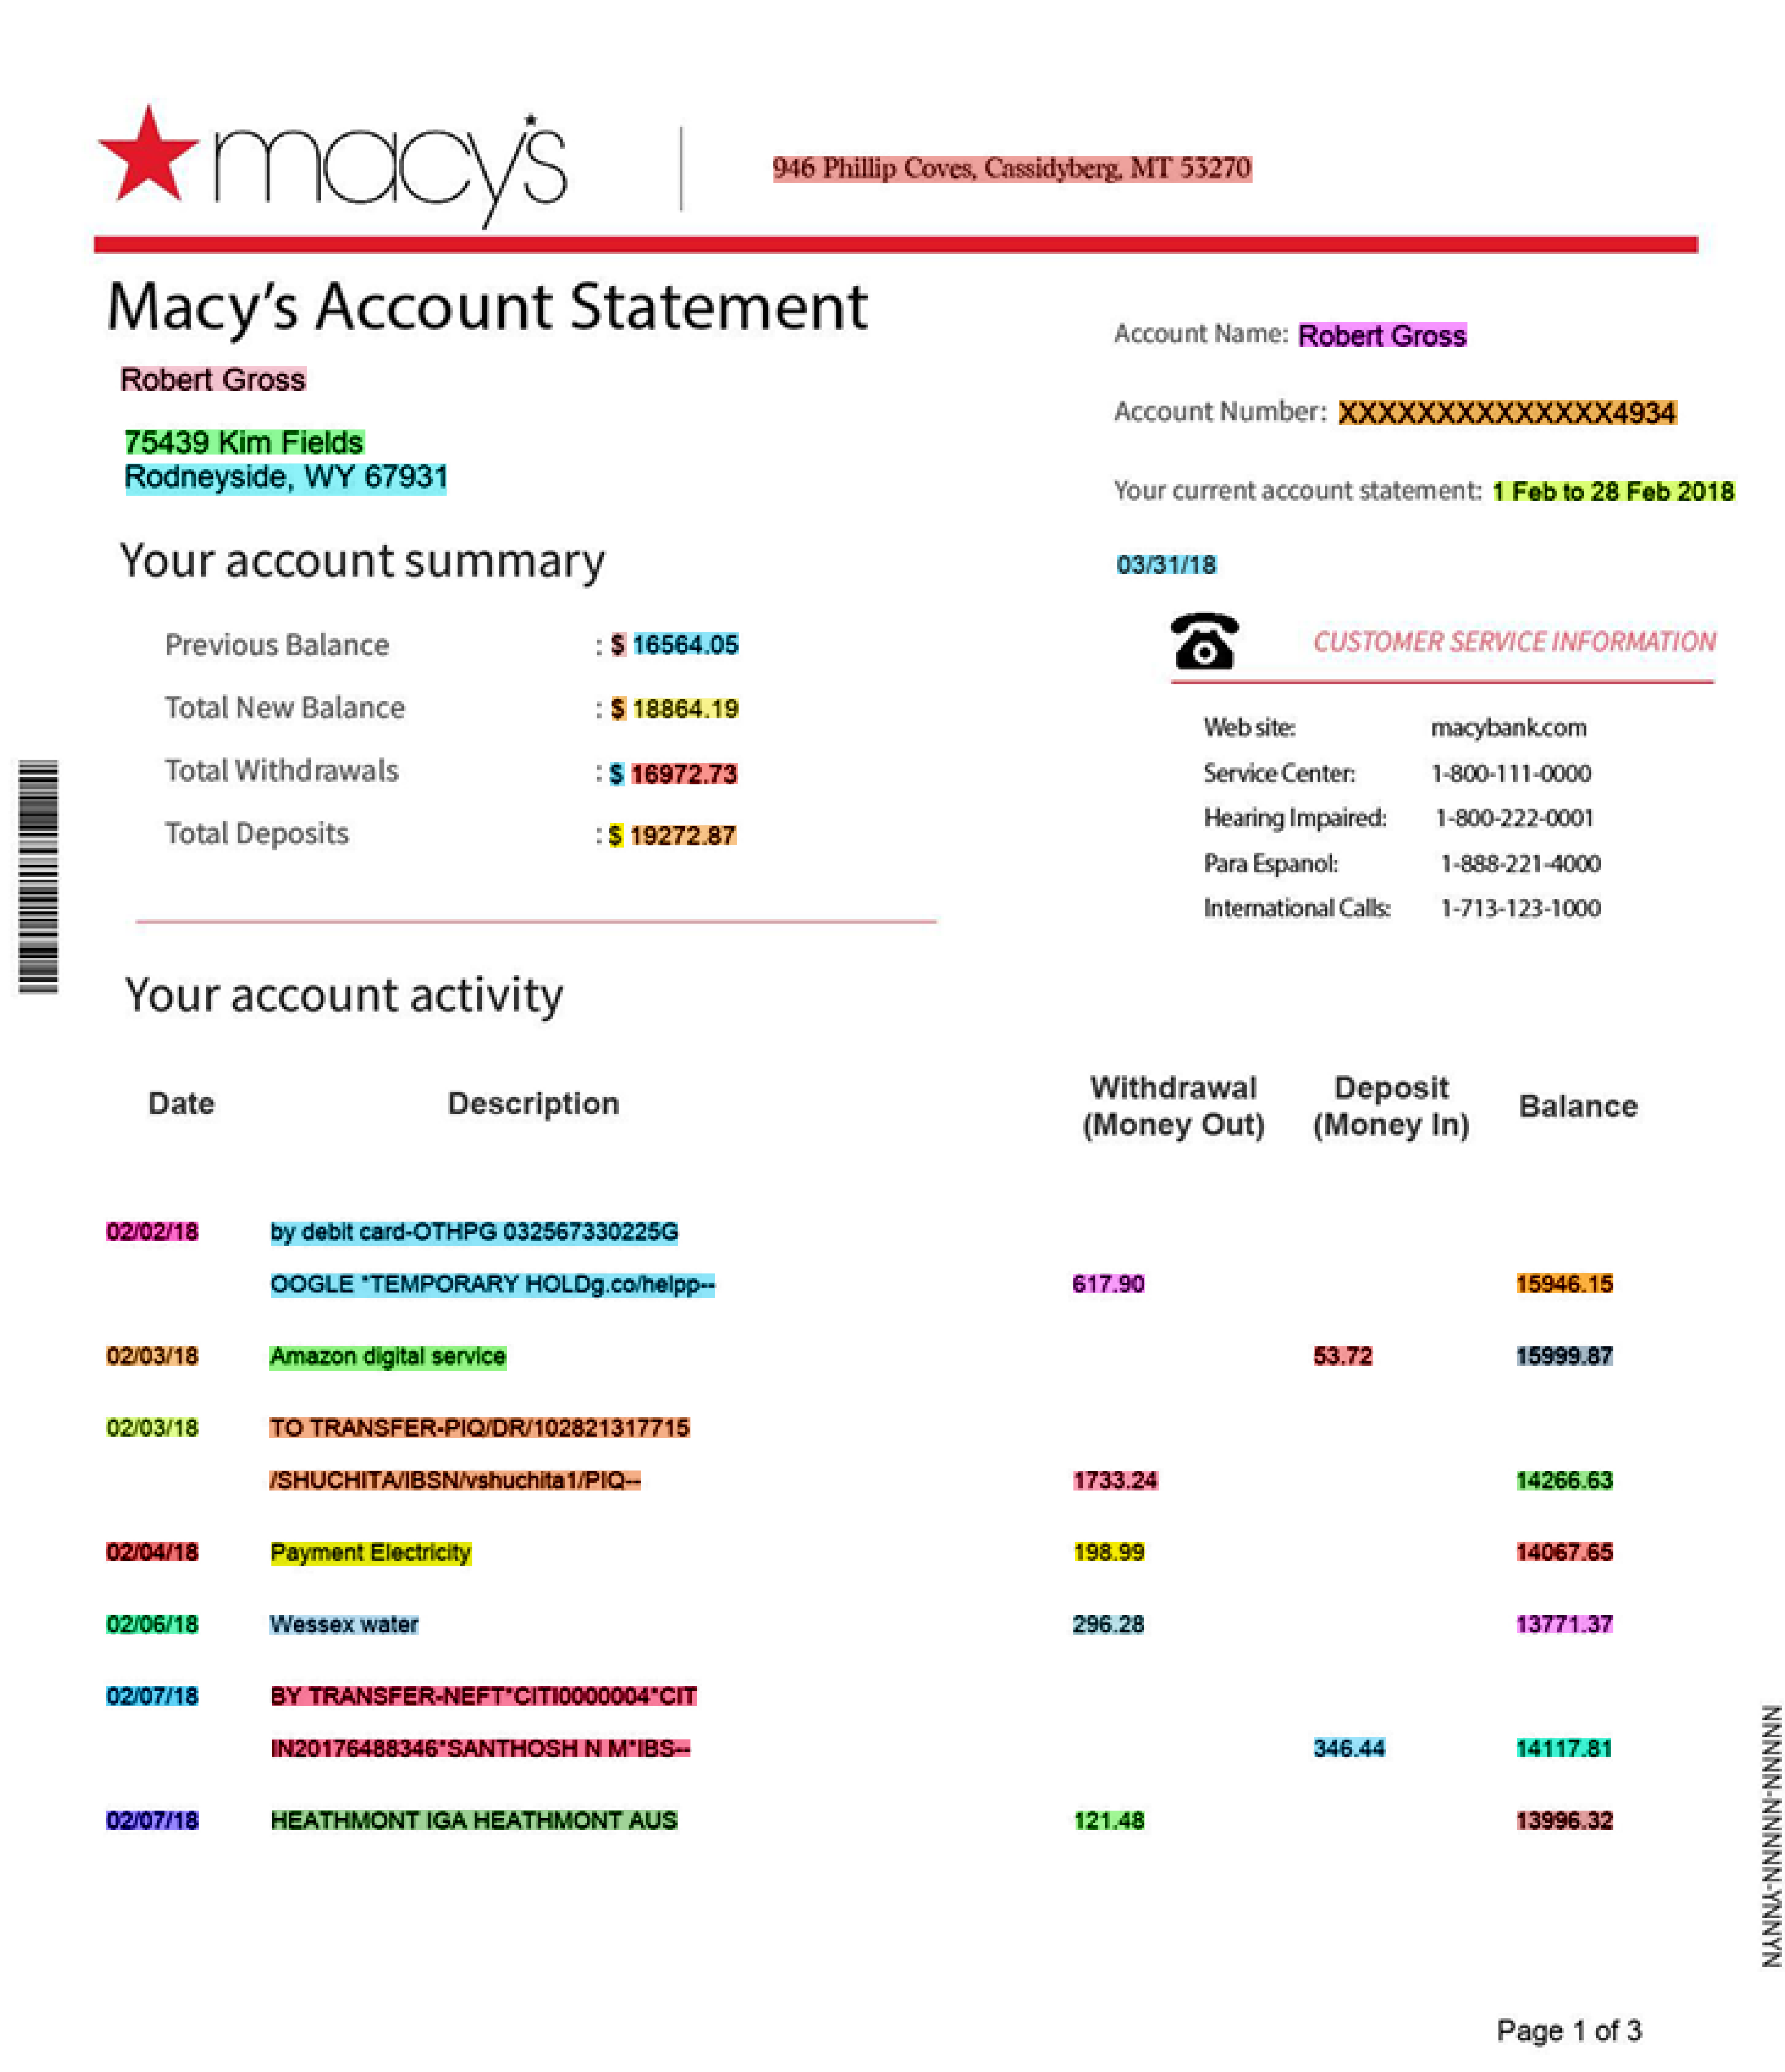 macy's
946 Phillip Coves, Cassidyberg, MT 53270
Macy's Account Statement
Robert Gross
75439 Kim Fields
Rodneyside, WY 67931
Account Name: Robert Gross
Account Number: XXXXXXXXXXXXXX4934
Your current account statement: 1 Feb to 28 Feb 2018
03/31/18
Your account summary
Previous Balance : $ 16564.05
Total New Balance : $ 18864.19
Total Withdrawals : $ 16972.73
Total Deposits : $ 19272.87
CUSTOMER SERVICE INFORMATION
Web site: macybank.com
Service Center: 1-800-111-0000
Hearing Impaired: 1-800-222-0001
Para Espanol: 1-888-221-4000
International Calls: 1-713-123-1000
Your account activity
Date Description Withdrawal (Money Out) Deposit (Money In) Balance
02/02/18 by debit card-OTHPG 032567330225G
OOGLE *TEMPORARY HOLDg.co/helpp-- 617.90 15946.15
02/03/18 Amazon digital service 53.72 15999.87
02/03/18 TO TRANSFER-PIQ/DR/102821317715
/SHUCHITA/IBSN/vshuchita1/PIQ-- 1733.24 14266.63
02/04/18 Payment Electricity 198.99 14067.65
02/06/18 Wessex water 296.28 13771.37
02/07/18 BY TRANSFER-NEFT*CITI0000004*CIT
IN20176488346*SANTHOSH N M*IBS-- 346.44 14117.81
02/07/18 HEATHMONT IGA HEATHMONT AUS 121.48 13996.32
NNNNN-NNNNN-YNNYN
Page 1 of 3